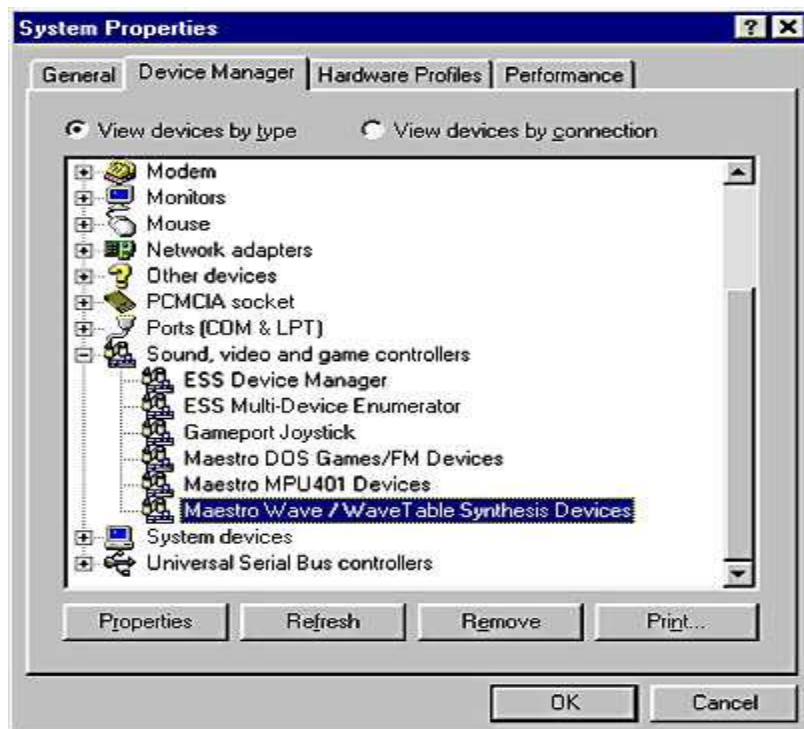 System Properties
General Device Manager Hardware Profiles Performance
View devices by type View devices by connection
Modem
Monitors
Mouse
Network adapters
Other devices
PCMCIA socket
Ports (COM & LPT)
Sound, video and game controllers
ESS Device Manager
ESS Multi-Device Enumerator
Gameport Joystick
Maestro DOS Games/FM Devices
Maestro MPU401 Devices
Maestro Wave / WaveTable Synthesis Devices
System devices
Universal Serial Bus controllers
Properties Refresh Remove Print...
OK Cancel